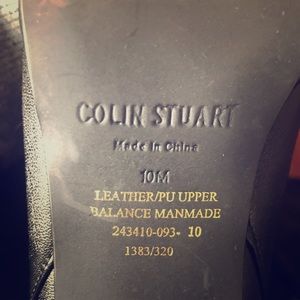 COLIN STUART
Made in China
10M
LEATHER/PU UPPER
BALANCE MANMADE
243410-093- 10
1383/320